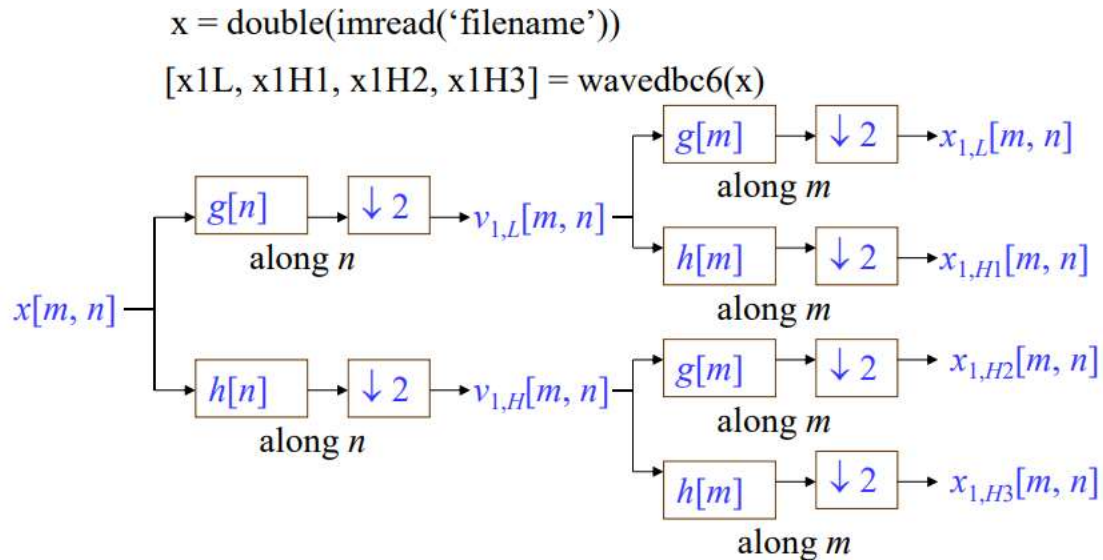 x = double(imread(‘filename’))
[x1L, x1H1, x1H2, x1H3] = wavedbc6(x)
g[m] ↓ 2 x1,L[m, n]
along m
g[n] ↓ 2 v1,L[m, n]
along n
h[m] ↓ 2 x1,H1[m, n]
along m
x[m, n]
g[m] ↓ 2 x1,H2[m, n]
along m
h[n] ↓ 2 v1,H[m, n]
along n
h[m] ↓ 2 x1,H3[m, n]
along m